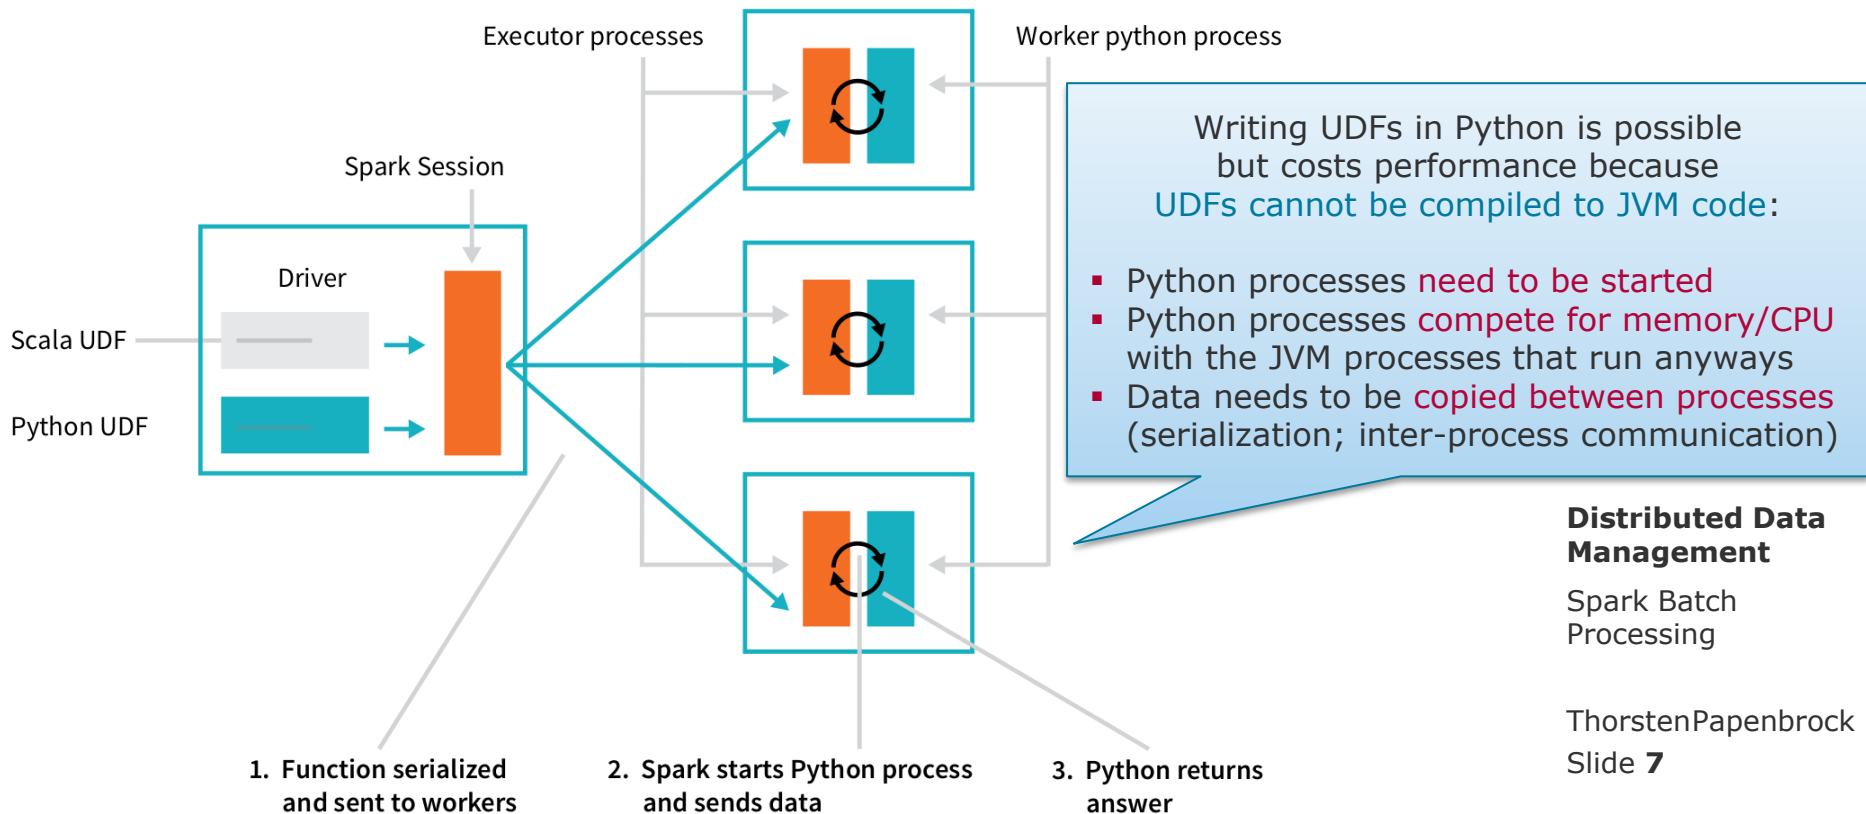 Executor processes
Worker python process
Spark Session
Driver
Scala UDF
Python UDF
Writing UDFs in Python is possible
but costs performance because
UDFs cannot be compiled to JVM code:
▪ Python processes need to be started
▪ Python processes compete for memory/CPU
with the JVM processes that run anyways
▪ Data needs to be copied between processes
(serialization; inter-process communication)
1. Function serialized
and sent to workers
2. Spark starts Python process
and sends data
3. Python returns
answer
Distributed Data
Management
Spark Batch
Processing
ThorstenPapenbrock
Slide 7